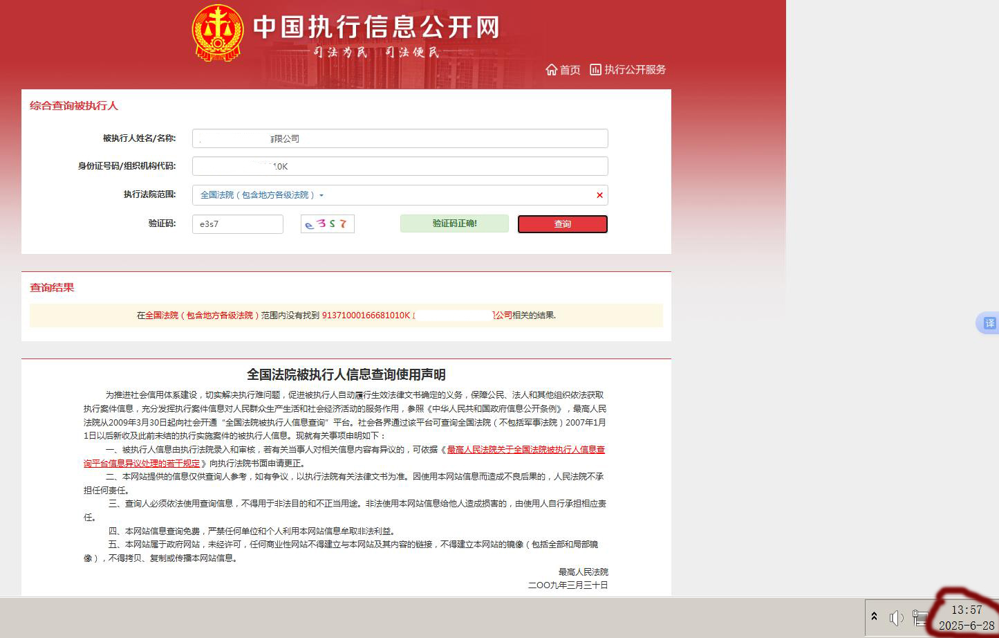 中国执行信息公开网
司法为民 司法便民
首页 执行公开服务
综合查询被执行人
被执行人姓名/名称: 有限公司
身份证号码/组织机构代码: 10K
执行法院范围: 全国法院（包含地方各级法院）
验证码: e3s7 e3s7 验证码正确! 查询
查询结果
在全国法院（包含地方各级法院）范围内没有找到 91371000166681010K 公司相关的结果.
全国法院被执行人信息查询使用声明
为推进社会信用体系建设，切实解决执行难问题，促进被执行人自动履行生效法律文书确定的义务，保障公民、法人和其他组织依法获取
执行案件信息，充分发挥执行案件信息对人民群众生产生活和社会经济活动的服务作用，参照《中华人民共和国政府信息公开条例》，最高人民
法院从2009年3月30日起向社会开通“全国法院被执行人信息查询”平台。社会各界通过该平台可查询全国法院（不包括军事法院）2007年1月
1日以后新收及此前未结的执行实施案件的被执行人信息。现就有关事项申明如下：
一、被执行人信息由执行法院录入和审核，若有关当事人对相关信息内容有异议的，可依据《最高人民法院关于全国法院被执行人信息查
询平台信息异议处理的若干规定》向执行法院书面申请更正。
二、本网站提供的信息仅供查询人参考，如有争议，以执行法院有关法律文书为准。因使用本网站信息而造成不良后果的，人民法院不承
担任何责任。
三、查询人必须依法使用查询信息，不得用于非法目的和不正当用途。非法使用本网站信息给他人造成损害的，由使用人自行承担相应责
任。
四、本网站信息查询免费，严禁任何单位和个人利用本网站信息牟取非法利益。
五、本网站属于政府网站，未经许可，任何商业性网站不得建立与本网站及其内容的链接，不得建立本网站的镜像（包括全部和局部镜
像），不得拷贝、复制或传播本网站信息。
最高人民法院
二〇〇九年三月三十日
译
13:57
2025-6-28